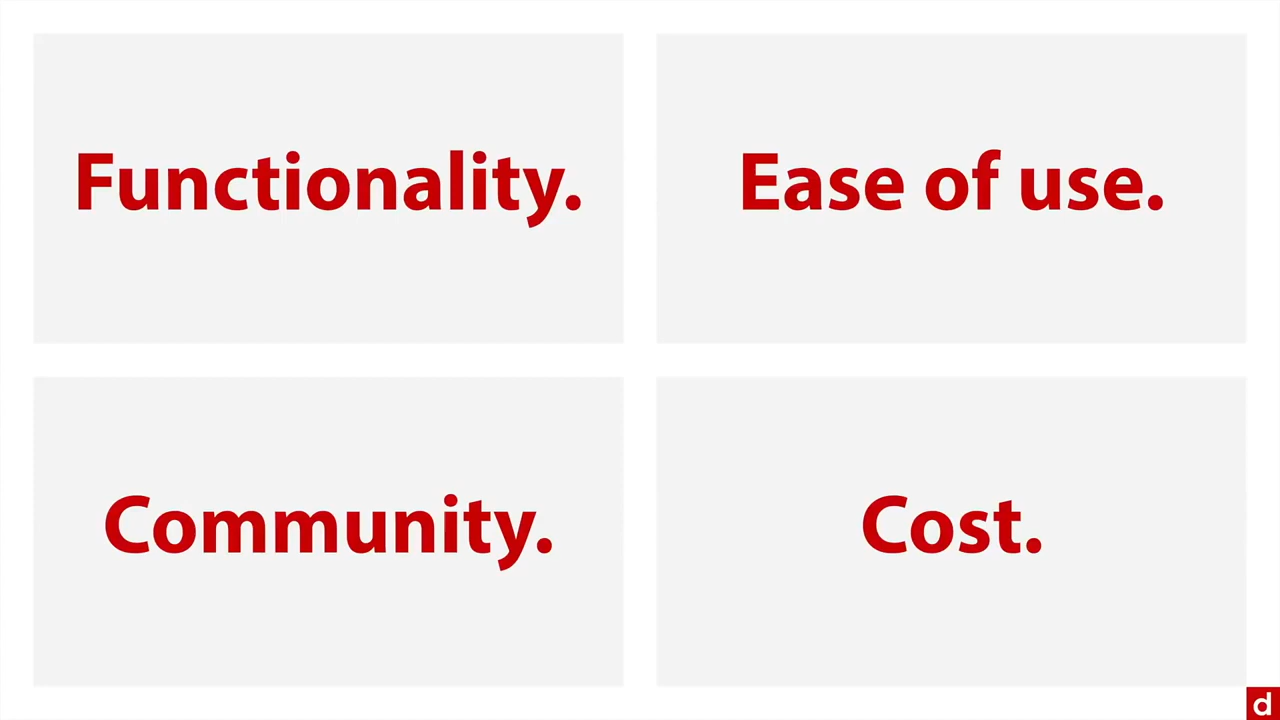 Functionality.
Ease of use.
Community.
Cost.
d